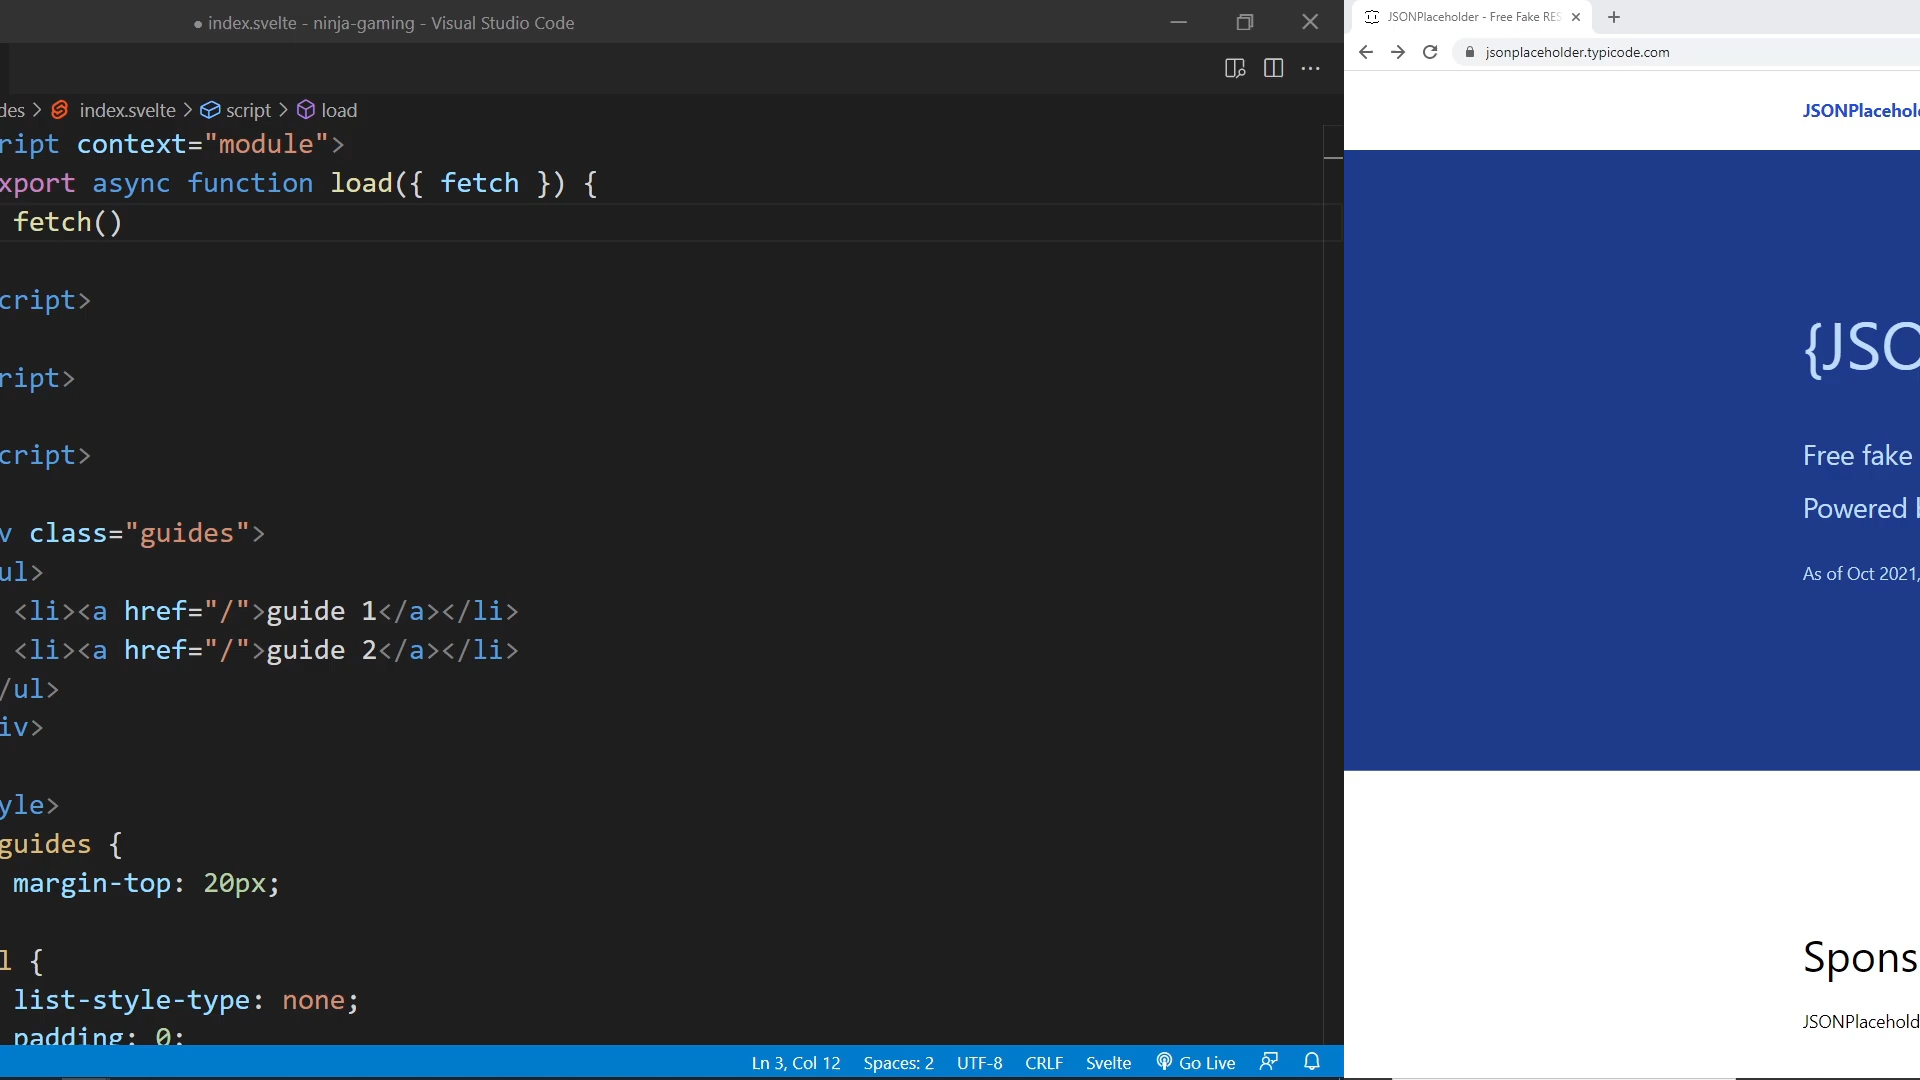 ● index.svelte - ninja-gaming - Visual Studio Code
des > index.svelte > script > load
ript context="module">
xport async function load({ fetch }) {
fetch()
cript>
ript>
cript>
v class="guides">
ul>
<li><a href="/">guide 1</a></li>
<li><a href="/">guide 2</a></li>
/ul>
iv>
yle>
guides {
margin-top: 20px;
l {
list-style-type: none;
padding: 0;
Ln 3, Col 12 Spaces: 2 UTF-8 CRLF Svelte Go Live
JSONPlaceholder - Free Fake RES
jsonplaceholder.typicode.com
JSONPlacehol
{JSO
Free fake
Powered b
As of Oct 2021,
Spons
JSONPlacehold